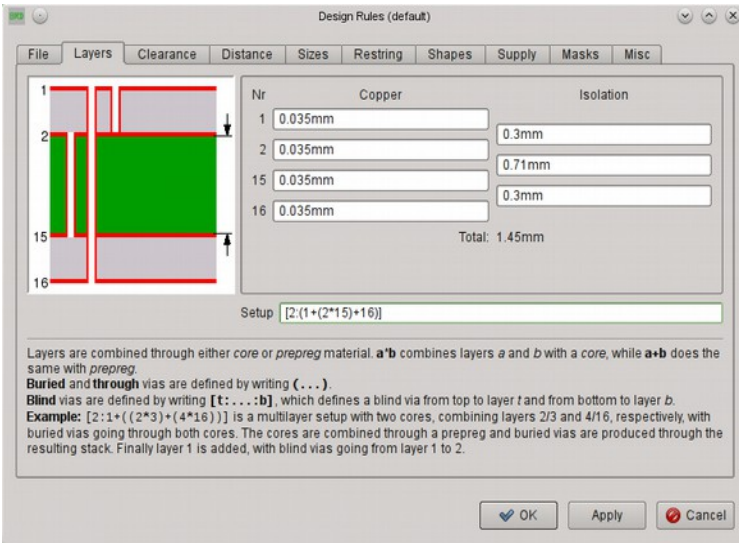 Design Rules (default)
File Layers Clearance Distance Sizes Restring Shapes Supply Masks Misc
1
2
15
16
Nr Copper Isolation
1 0.035mm
0.3mm
2 0.035mm
0.71mm
15 0.035mm
0.3mm
16 0.035mm
Total: 1.45mm
Setup [2:(1+(2*15)+16)]
Layers are combined through either core or prepreg material. a*b combines layers a and b with a core, while a+b does the
same with prepreg.
Buried and through vias are defined by writing (...).
Blind vias are defined by writing [t:...:b], which defines a blind via from top to layer t and from bottom to layer b.
Example: [2:1+((2*3)+(4*16))] is a multilayer setup with two cores, combining layers 2/3 and 4/16, respectively, with
buried vias going through both cores. The cores are combined through a prepreg and buried vias are produced through the
resulting stack. Finally layer 1 is added, with blind vias going from layer 1 to 2.
OK Apply Cancel